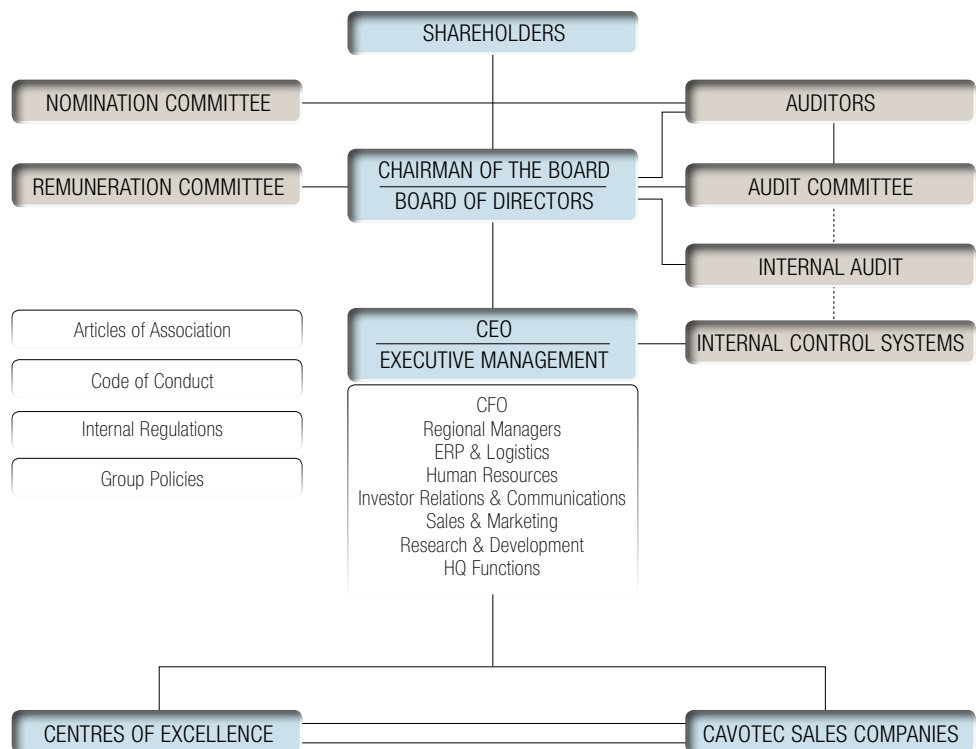 SHAREHOLDERS
NOMINATION COMMITTEE
AUDITORS
REMUNERATION COMMITTEE
CHAIRMAN OF THE BOARD
BOARD OF DIRECTORS
AUDIT COMMITTEE
INTERNAL AUDIT
Articles of Association
Code of Conduct
Internal Regulations
Group Policies
CEO
EXECUTIVE MANAGEMENT
INTERNAL CONTROL SYSTEMS
CFO
Regional Managers
ERP & Logistics
Human Resources
Investor Relations & Communications
Sales & Marketing
Research & Development
HQ Functions
CENTRES OF EXCELLENCE
CAVOTEC SALES COMPANIES